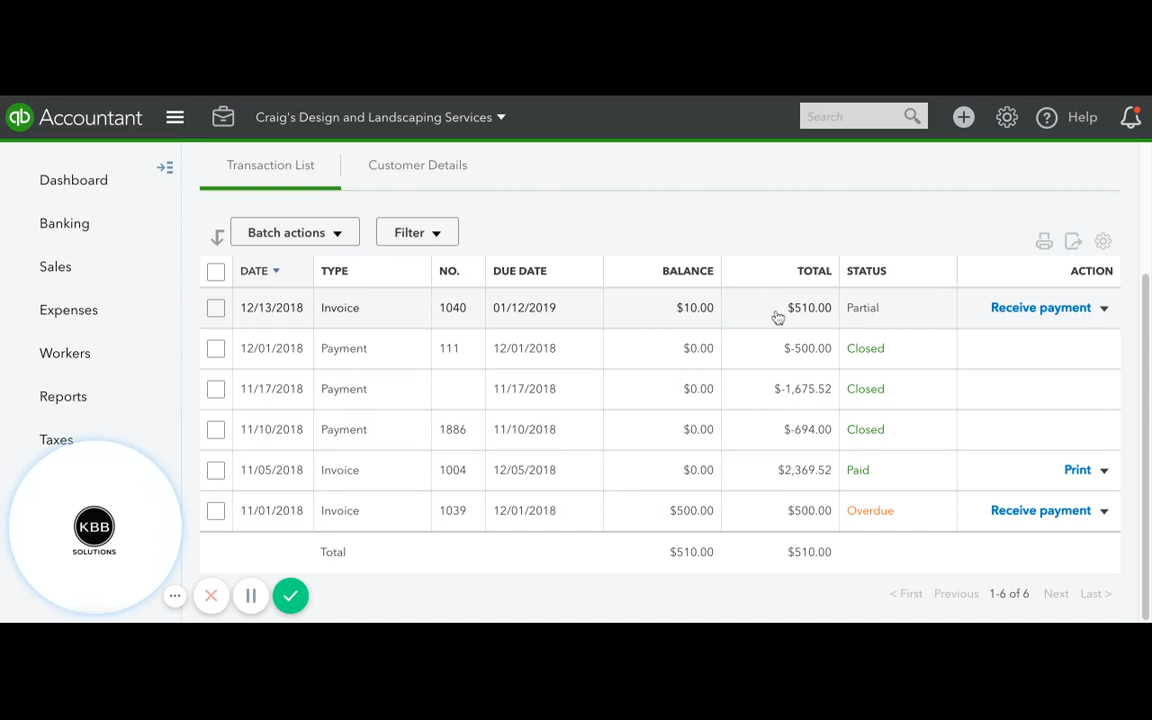 qb Accountant Craig's Design and Landscaping Services Search Help
Transaction List Customer Details
Dashboard
Banking
Sales
Expenses
Workers
Reports
Taxes
Batch actions Filter
DATE TYPE NO. DUE DATE BALANCE TOTAL STATUS ACTION
12/13/2018 Invoice 1040 01/12/2019 $10.00 $510.00 Partial Receive payment
12/01/2018 Payment 111 12/01/2018 $0.00 $-500.00 Closed
11/17/2018 Payment 11/17/2018 $0.00 $-1,675.52 Closed
11/10/2018 Payment 1886 11/10/2018 $0.00 $-694.00 Closed
11/05/2018 Invoice 1004 12/05/2018 $0.00 $2,369.52 Paid Print
11/01/2018 Invoice 1039 12/01/2018 $500.00 $500.00 Overdue Receive payment
Total $510.00 $510.00
< First Previous 1-6 of 6 Next Last >
KBB
SOLUTIONS